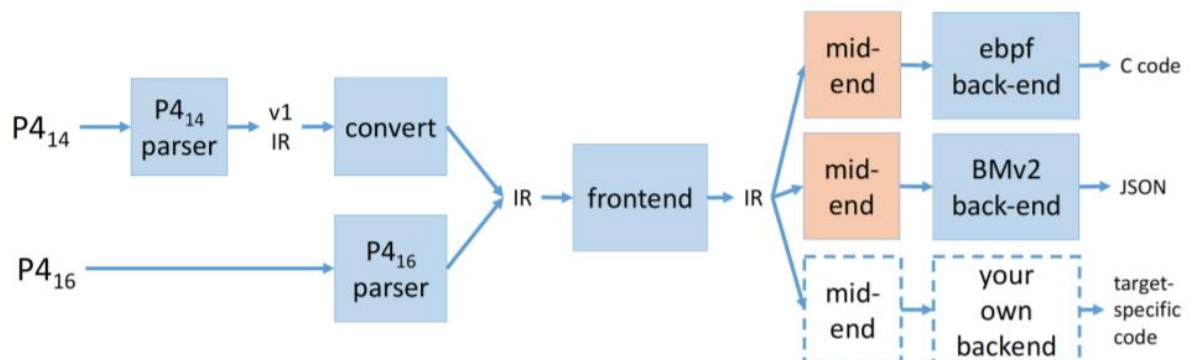 P4₁₄
P4₁₄
parser
v1
IR
convert
P4₁₆
P4₁₆
parser
IR
frontend
IR
mid-
end
ebpf
back-end
C code
mid-
end
BMv2
back-end
JSON
mid-
end
your
own
backend
target-
specific
code